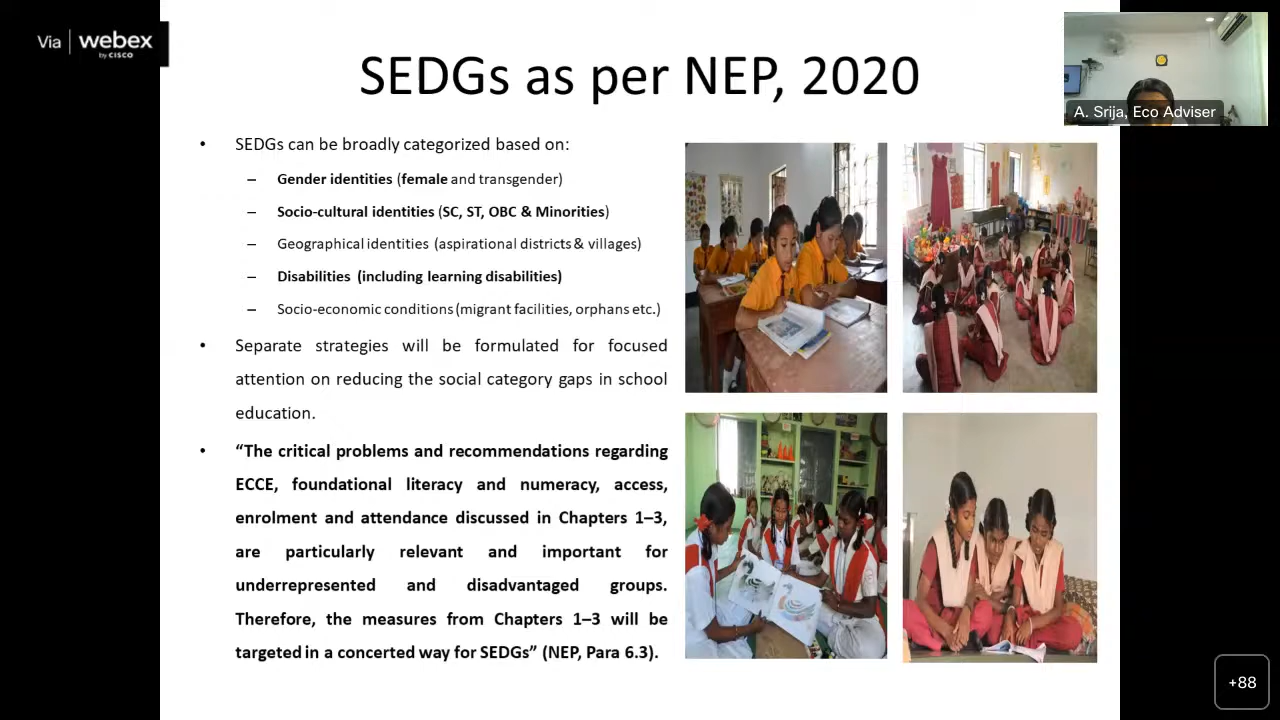 Via webex
by CISCO
SEDGs as per NEP, 2020
A. Srija, Eco Adviser
• SEDGs can be broadly categorized based on:
– Gender identities (female and transgender)
– Socio-cultural identities (SC, ST, OBC & Minorities)
– Geographical identities (aspirational districts & villages)
– Disabilities (including learning disabilities)
– Socio-economic conditions (migrant facilities, orphans etc.)
• Separate strategies will be formulated for focused
attention on reducing the social category gaps in school
education.
• “The critical problems and recommendations regarding
ECCE, foundational literacy and numeracy, access,
enrolment and attendance discussed in Chapters 1–3,
are particularly relevant and important for
underrepresented and disadvantaged groups.
Therefore, the measures from Chapters 1–3 will be
targeted in a concerted way for SEDGs” (NEP, Para 6.3).
+88